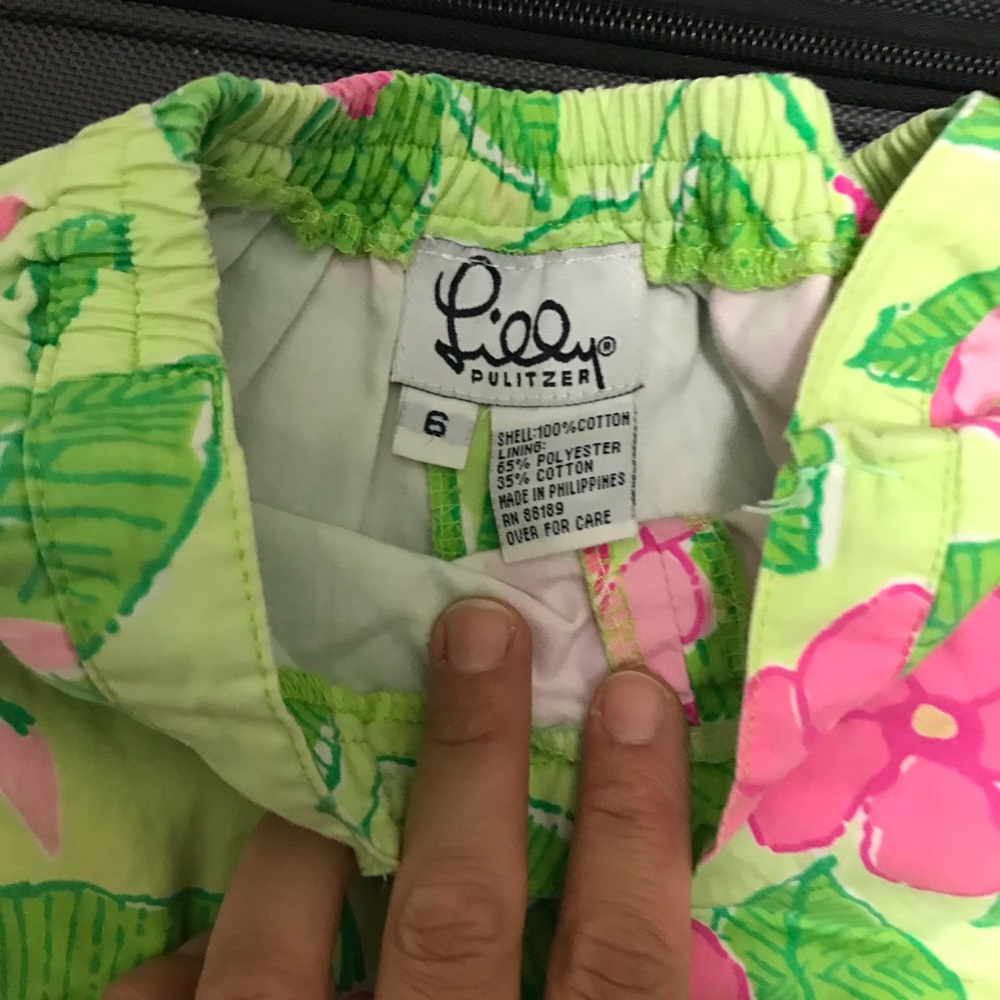 Lilly®
PULITZER
6
SHELL:100%COTTON
LINING:
65% POLYESTER
35% COTTON
MADE IN PHILIPPINES
RN 88189
OVER FOR CARE